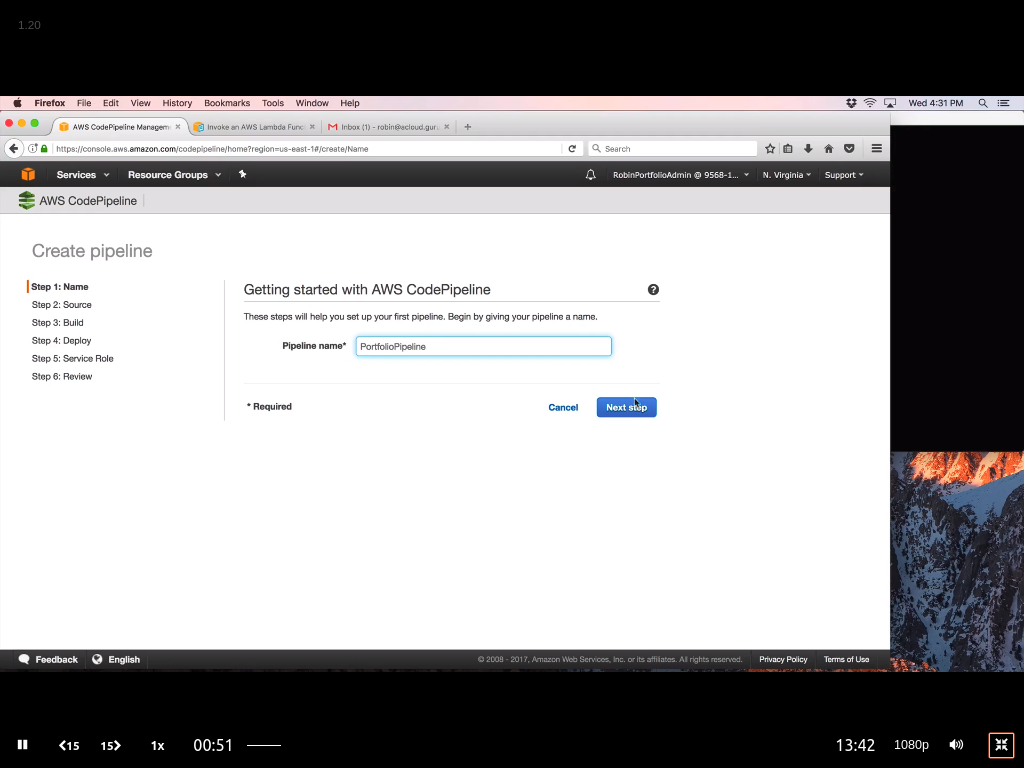 1.20
Firefox File Edit View History Bookmarks Tools Window Help Wed 4:31 PM
AWS CodePipeline Managem Invoke an AWS Lambda Func Inbox (1) - robin@acloud.gur
https://console.aws.amazon.com/codepipeline/home?region=us-east-1#/create/Name Search
Services Resource Groups RobinPortfolioAdmin @ 9568-1... N. Virginia Support
AWS CodePipeline
Create pipeline
Step 1: Name
Step 2: Source
Step 3: Build
Step 4: Deploy
Step 5: Service Role
Step 6: Review
Getting started with AWS CodePipeline
These steps will help you set up your first pipeline. Begin by giving your pipeline a name.
Pipeline name* PortfolioPipeline
* Required Cancel Next step
Feedback English © 2008 - 2017, Amazon Web Services, Inc. or its affiliates. All rights reserved. Privacy Policy Terms of Use
15 15 1x 00:51 13:42 1080p